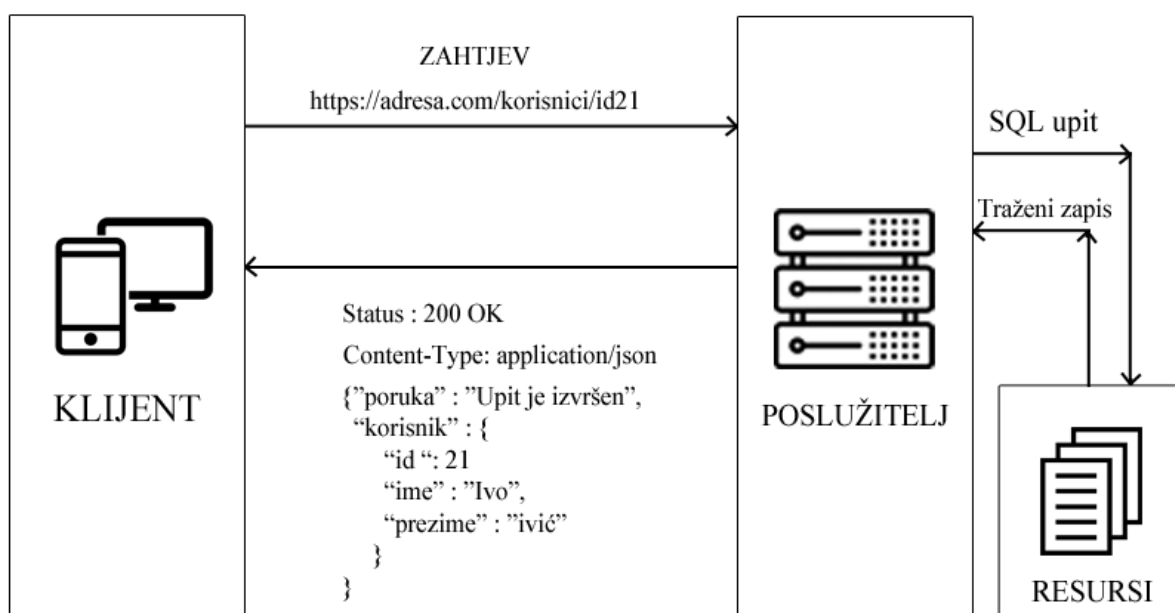 ZAHTJEV
https://adresa.com/korisnici/id21
SQL upit
Traženi zapis
Status : 200 OK
Content-Type: application/json
{”poruka” : ”Upit je izvršen”,
“korisnik” : {
“id “: 21
“ime” : ”Ivo”,
“prezime” : ”ivić”
}
}
KLIJENT
POSLUŽITELJ
RESURSI